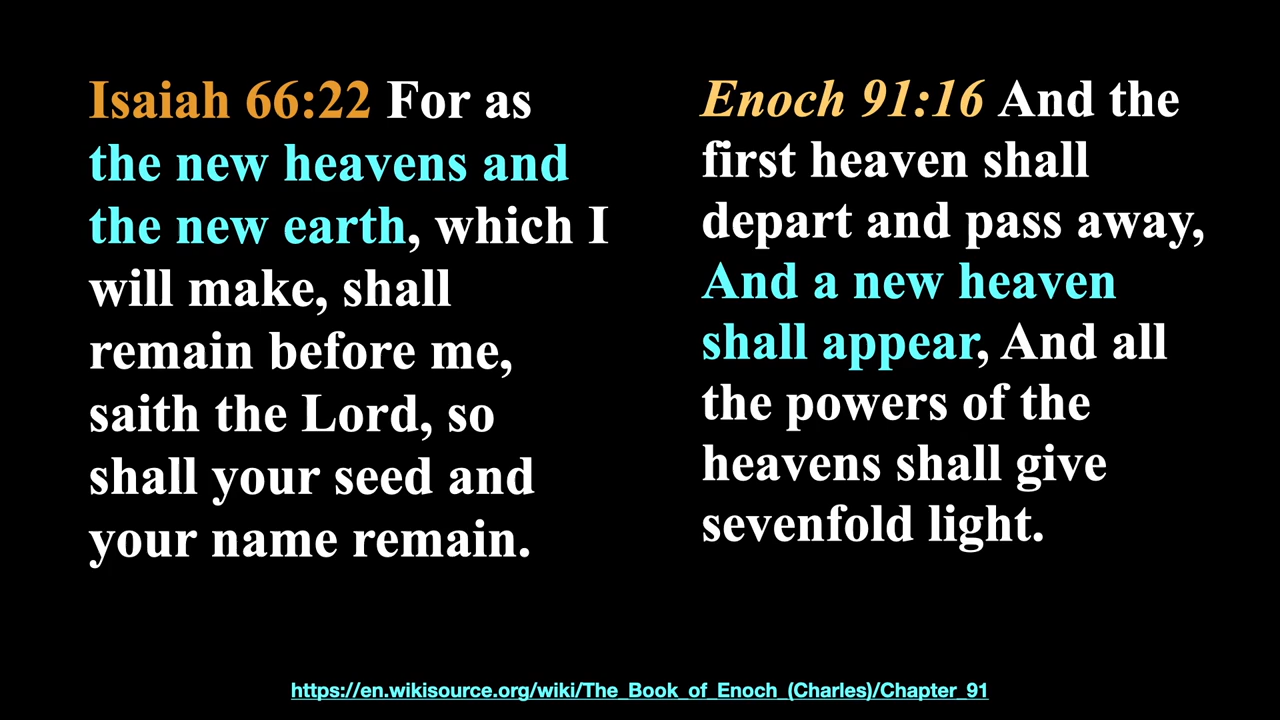 Isaiah 66:22 For as
the new heavens and
the new earth, which I
will make, shall
remain before me,
saith the Lord, so
shall your seed and
your name remain.
Enoch 91:16 And the
first heaven shall
depart and pass away,
And a new heaven
shall appear, And all
the powers of the
heavens shall give
sevenfold light.
https://en.wikisource.org/wiki/The_Book_of_Enoch_(Charles)/Chapter_91